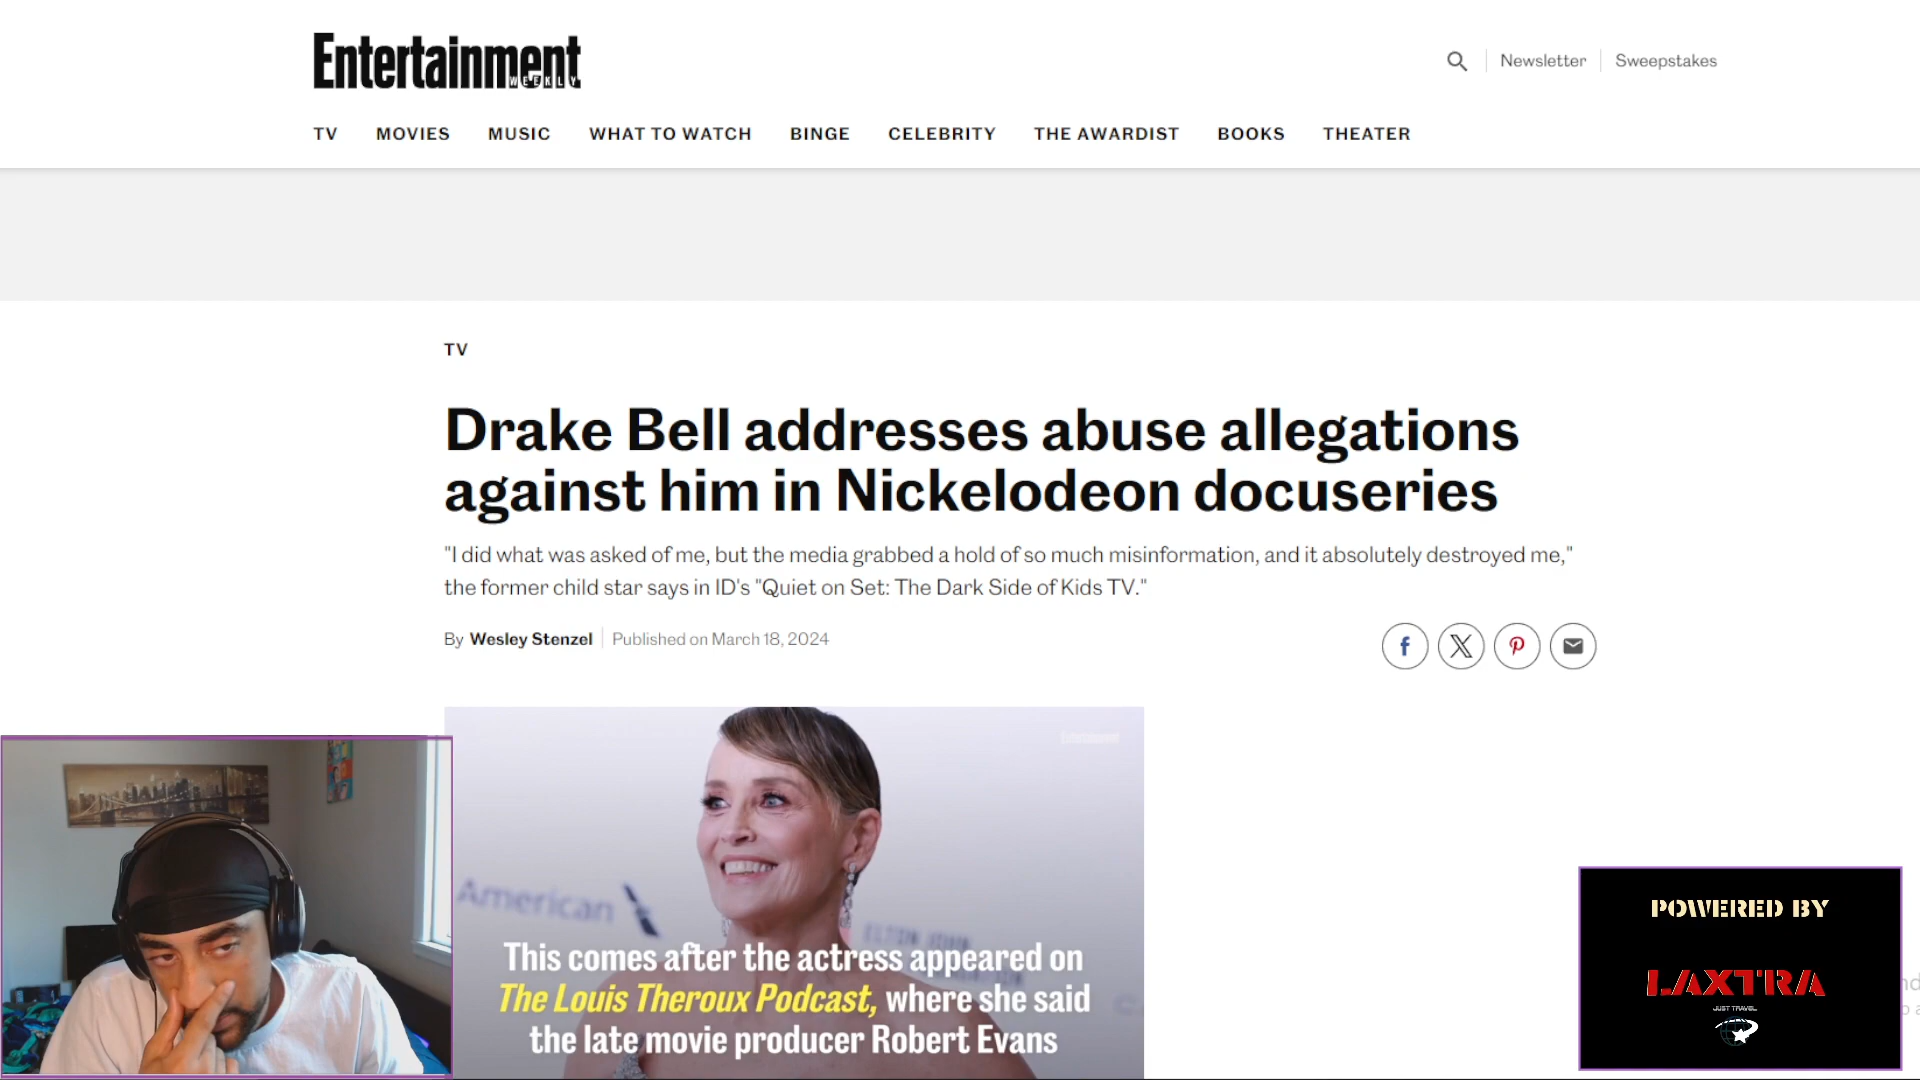 Entertainment
WEEKLY
Newsletter
Sweepstakes
TV MOVIES MUSIC WHAT TO WATCH BINGE CELEBRITY THE AWARDIST BOOKS THEATER
TV
Drake Bell addresses abuse allegations
against him in Nickelodeon docuseries
"I did what was asked of me, but the media grabbed a hold of so much misinformation, and it absolutely destroyed me,"
the former child star says in ID's "Quiet on Set: The Dark Side of Kids TV."
By Wesley Stenzel
Published on March 18, 2024
Entertainment
American
ELTON JOHN
This comes after the actress appeared on
The Louis Theroux Podcast, where she said
the late movie producer Robert Evans
POWERED BY
LAXTRA
JUST TRAVEL